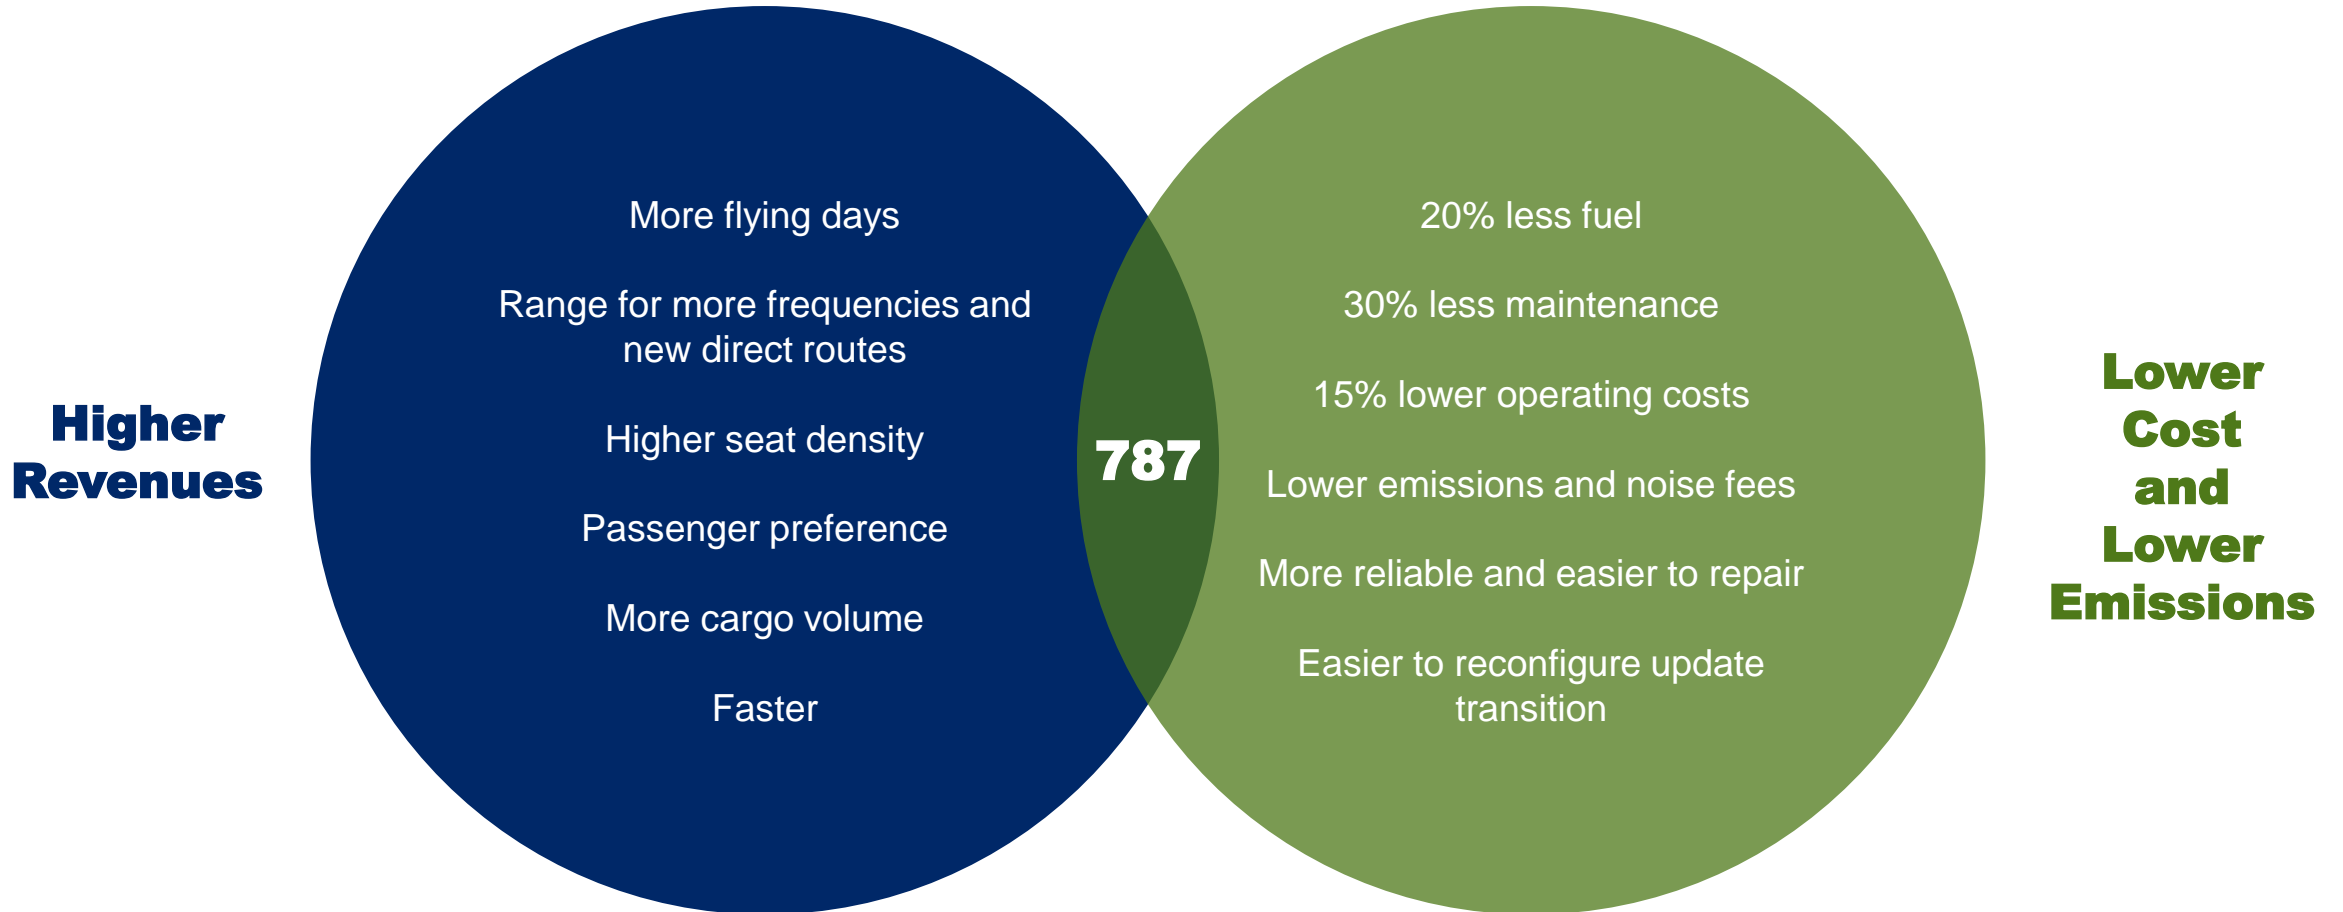 Higher
Revenues
More flying days
Range for more frequencies and
new direct routes
Higher seat density
Passenger preference
More cargo volume
Faster
787
20% less fuel
30% less maintenance
15% lower operating costs
Lower emissions and noise fees
More reliable and easier to repair
Easier to reconfigure update
transition
Lower
Cost
and
Lower
Emissions